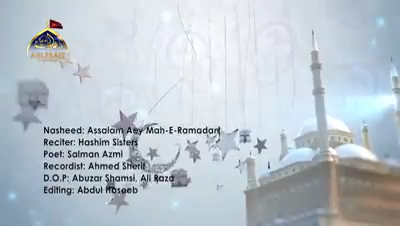 AHLEBAIT
Nasheed: Assalam Aey Mah-E-Ramadan
Reciter: Hashim Sisters
Poet: Salman Azmi
Recordist: Ahmed Sherif
D.O.P: Abuzar Shamsi, Ali Raza
Editing: Abdul Haseeb